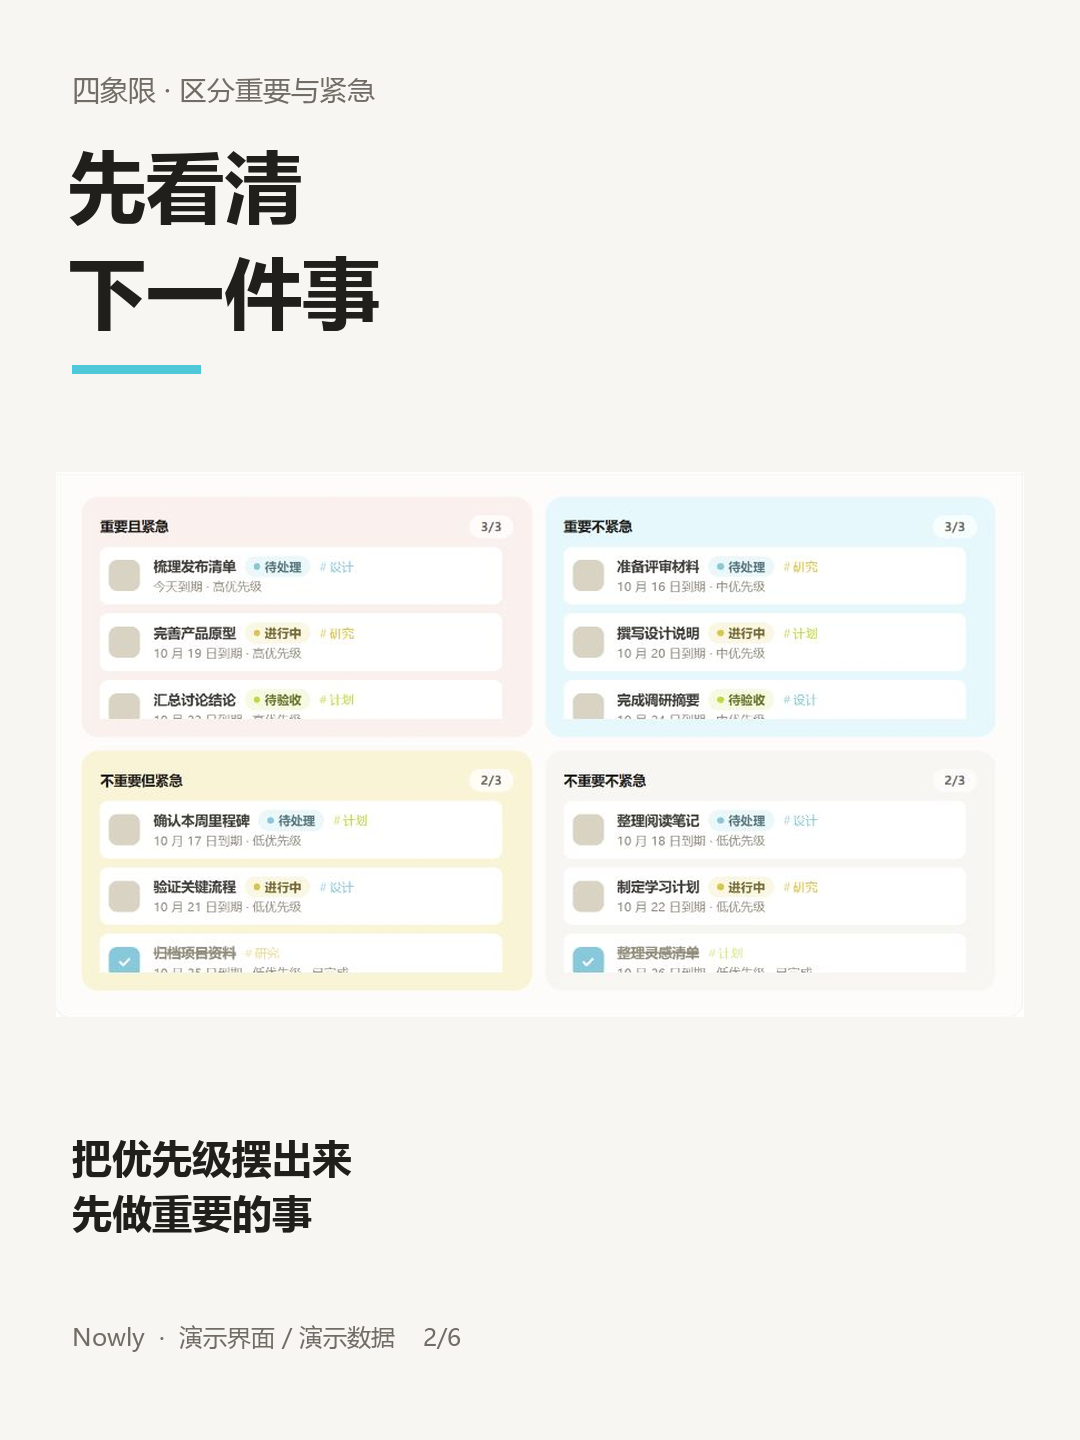 四象限 · 区分重要与紧急
先看清
下一件事
重要且紧急 3/3
梳理发布清单 待处理 #设计
今天到期 · 高优先级
完善产品原型 进行中 #研究
10 月 19 日到期 · 高优先级
汇总讨论结论 待验收 #计划
重要不紧急 3/3
准备评审材料 待处理 #研究
10 月 16 日到期 · 中优先级
撰写设计说明 进行中 #计划
10 月 20 日到期 · 中优先级
完成调研摘要 待验收 #设计
不重要但紧急 2/3
确认本周里程碑 待处理 #计划
10 月 17 日到期 · 低优先级
验证关键流程 进行中 #设计
10 月 21 日到期 · 低优先级
归档项目资料 #研究
不重要不紧急 2/3
整理阅读笔记 待处理 #设计
10 月 18 日到期 · 低优先级
制定学习计划 进行中 #研究
10 月 22 日到期 · 低优先级
整理灵感清单 #计划
把优先级摆出来
先做重要的事
Nowly · 演示界面 / 演示数据 2/6